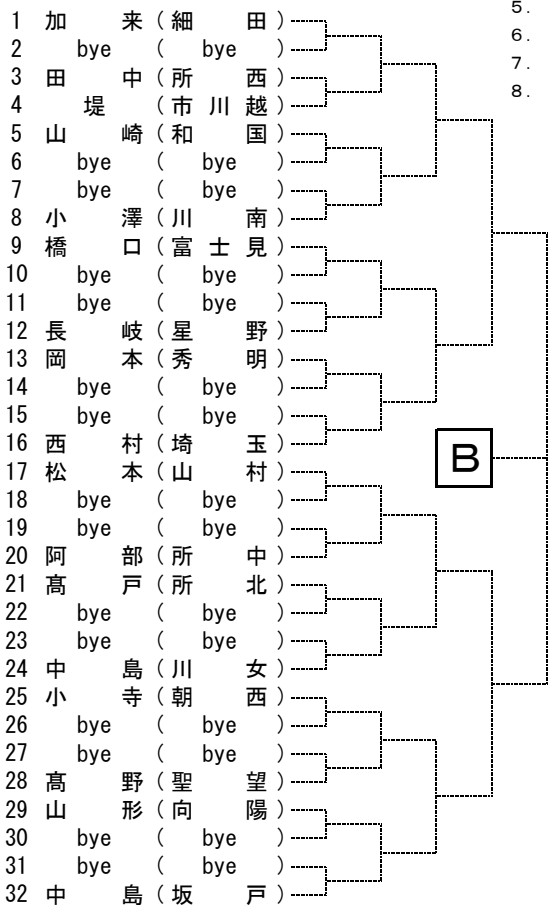 5.
1 加 来 (細 田)
2 bye ( bye )
6.
3 田 中 (所 西)
7.
4 堤 (市 川 越)
8.
5 山 崎 (和 国)
6 bye ( bye )
7 bye ( bye )
8 小 澤 (川 南)
9 橋 口 (富 士 見)
10 bye ( bye )
11 bye ( bye )
12 長 岐 (星 野)
13 岡 本 (秀 明)
14 bye ( bye )
15 bye ( bye )
16 西 村 (埼 玉)
B
17 松 本 (山 村)
18 bye ( bye )
19 bye ( bye )
20 阿 部 (所 中)
21 髙 戸 (所 北)
22 bye ( bye )
23 bye ( bye )
24 中 島 (川 女)
25 小 寺 (朝 西)
26 bye ( bye )
27 bye ( bye )
28 髙 野 (聖 望)
29 山 形 (向 陽)
30 bye ( bye )
31 bye ( bye )
32 中 島 (坂 戸)